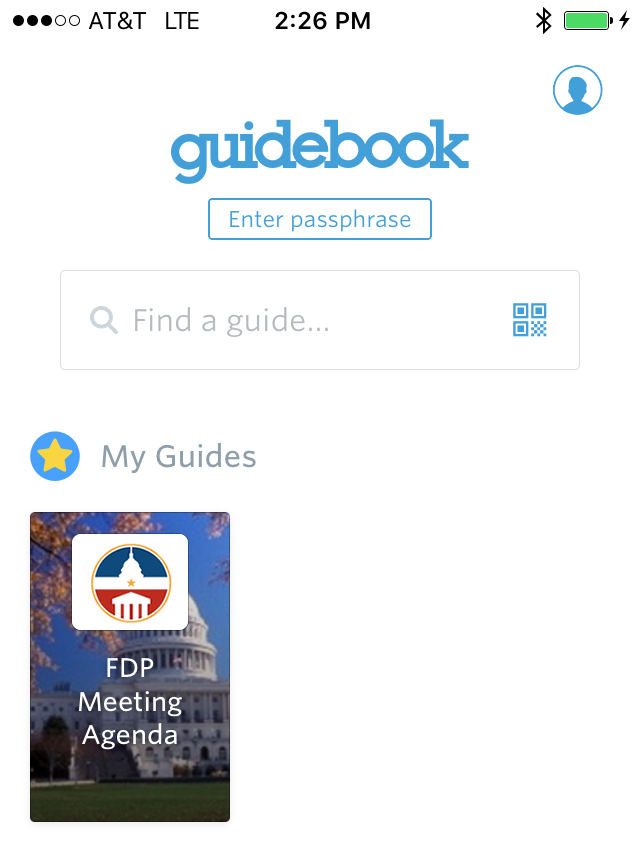 AT&T LTE 2:26 PM
guidebook
Enter passphrase
Find a guide...
My Guides
FDP
Meeting
Agenda